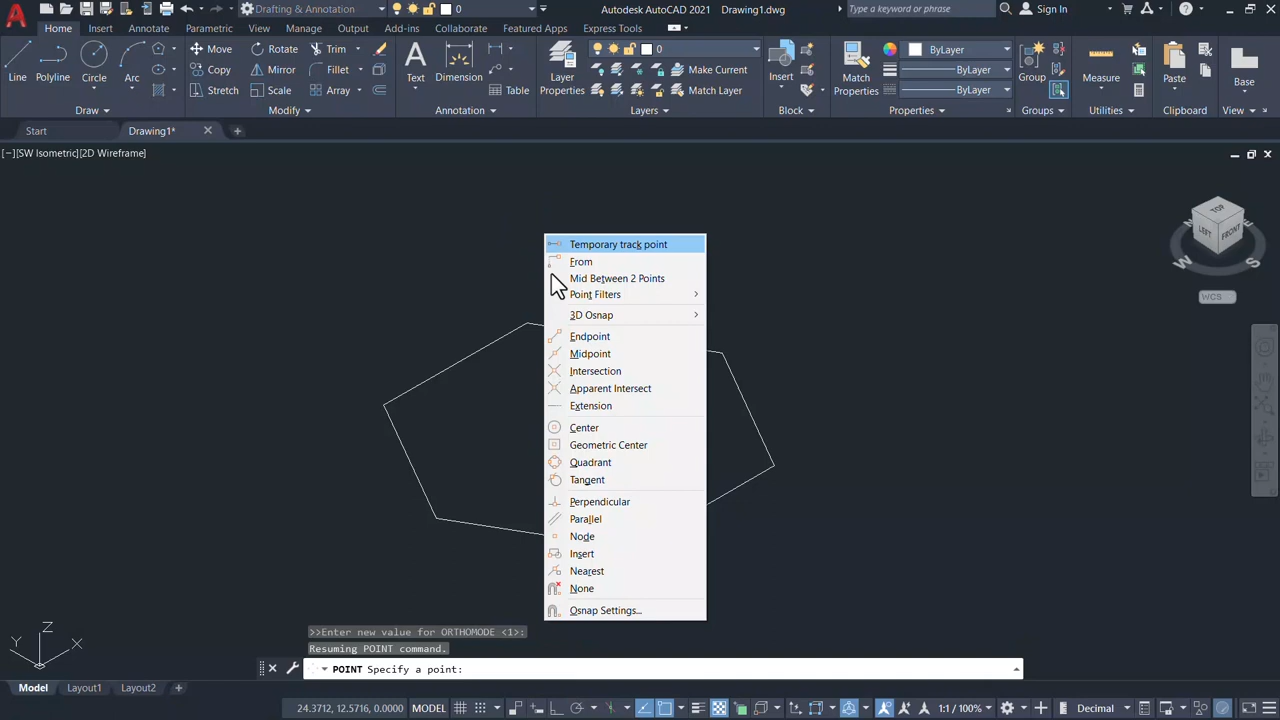 Drafting & Annotation 0 Autodesk AutoCAD 2021 Drawing1.dwg Type a keyword or phrase Sign In
Home Insert Annotate Parametric View Manage Output Add-ins Collaborate Featured Apps Express Tools
Line Polyline Circle Arc
Move Rotate Trim
Copy Mirror Fillet
Stretch Scale Array
Text Dimension Table
Layer Properties
0
Make Current
Match Layer
Insert
Match Properties
ByLayer
ByLayer
ByLayer
Group
Measure
Paste
Base
Draw Modify Annotation Layers Block Properties Groups Utilities Clipboard View
Start Drawing1*
[−][SW Isometric][2D Wireframe]
TOP
LEFT FRONT
W S
WCS
Temporary track point
From
Mid Between 2 Points
Point Filters
3D Osnap
Endpoint
Midpoint
Intersection
Apparent Intersect
Extension
Center
Geometric Center
Quadrant
Tangent
Perpendicular
Parallel
Node
Insert
Nearest
None
Osnap Settings...
Z
Y X
>>Enter new value for ORTHOMODE <1>:
Resuming POINT command.
POINT Specify a point:
Model Layout1 Layout2
24.3712, 12.5716, 0.0000 MODEL 1:1 / 100% Decimal